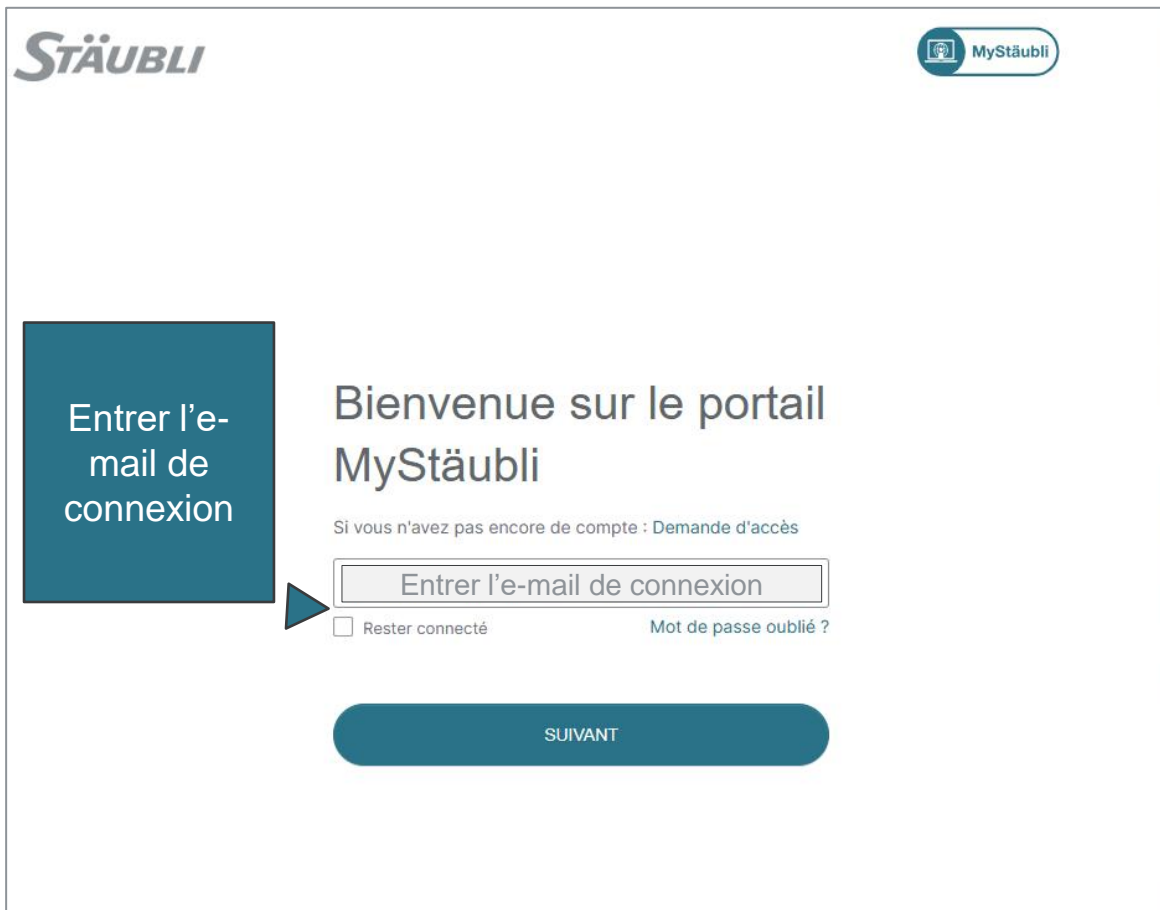 STÄUBLI
MyStäubli
Entrer l’e-
mail de
connexion
Bienvenue sur le portail
MyStäubli
Si vous n'avez pas encore de compte : Demande d'accès
Entrer l’e-mail de connexion
Rester connecté
Mot de passe oublié ?
SUIVANT